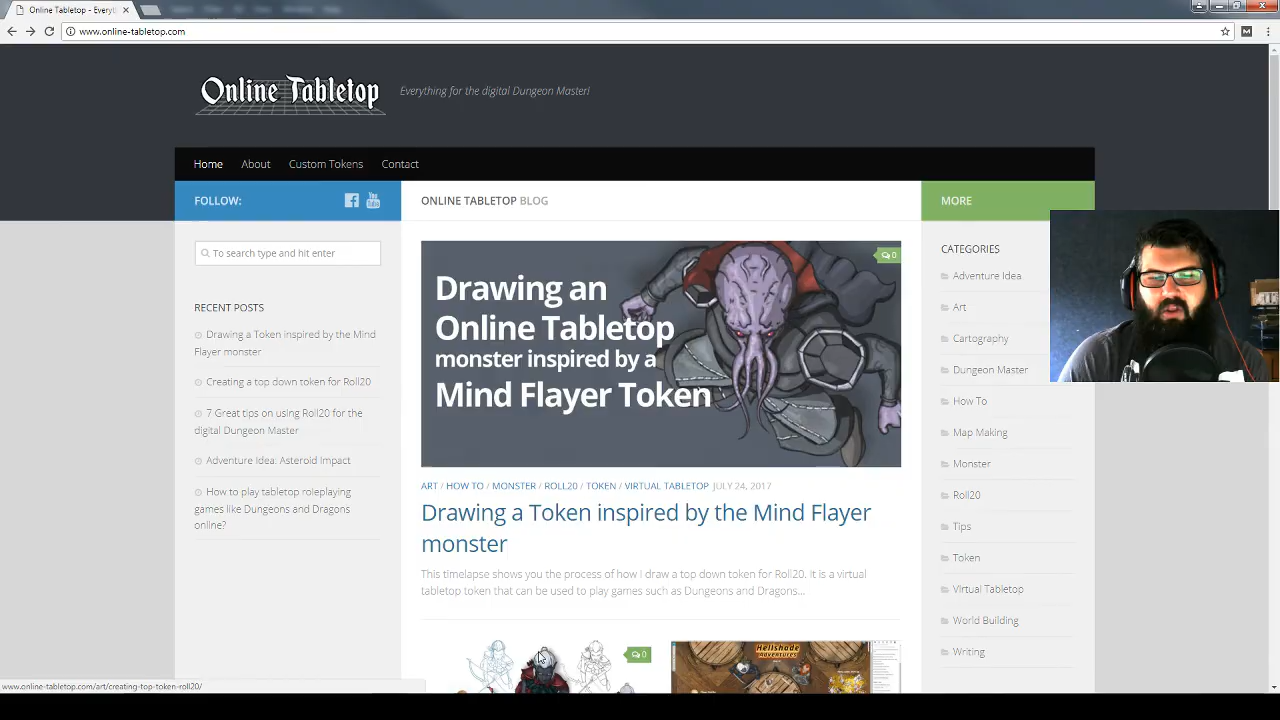 Online Tabletop - Everyt
www.online-tabletop.com
Online Tabletop
Everything for the digital Dungeon Master!
Home
About
Custom Tokens
Contact
FOLLOW:
You Tube
ONLINE TABLETOP BLOG
MORE
To search type and hit enter
RECENT POSTS
Drawing a Token inspired by the Mind
Flayer monster
Creating a top down token for Roll20
7 Great tips on using Roll20 for the
digital Dungeon Master
Adventure Idea: Asteroid Impact
How to play tabletop roleplaying
games like Dungeons and Dragons
online?
0
Drawing an
Online Tabletop
monster inspired by a
Mind Flayer Token
ART / HOW TO / MONSTER / ROLL20 / TOKEN / VIRTUAL TABLETOP JULY 24, 2017
Drawing a Token inspired by the Mind Flayer
monster
This timelapse shows you the process of how I draw a top down token for Roll20. It is a virtual
tabletop token that can be used to play games such as Dungeons and Dragons...
0
Hellshade
Adventures
CATEGORIES
Adventure Idea
Art
Cartography
Dungeon Master
How To
Map Making
Monster
Roll20
Tips
Token
Virtual Tabletop
World Building
Writing
www.online-tabletop.com/art/creating-top-token-roll20/